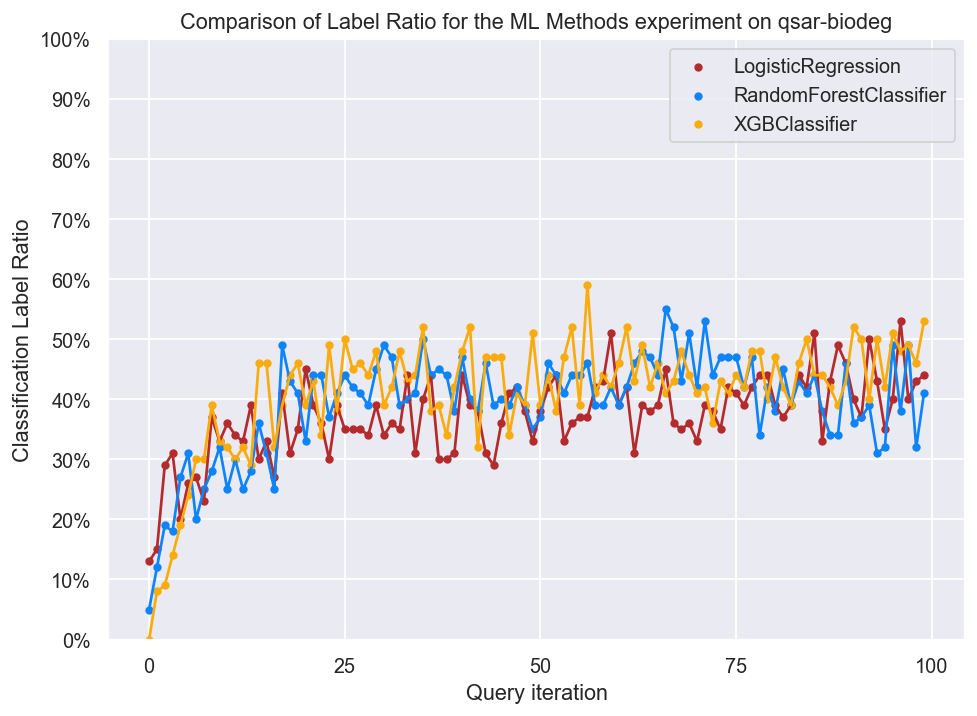 Comparison of Label Ratio for the ML Methods experiment on qsar-biodeg
100%
90%
80%
70%
60%
50%
40%
30%
20%
10%
0%
Classification Label Ratio
LogisticRegression
RandomForestClassifier
XGBClassifier
0 25 50 75 100
Query iteration